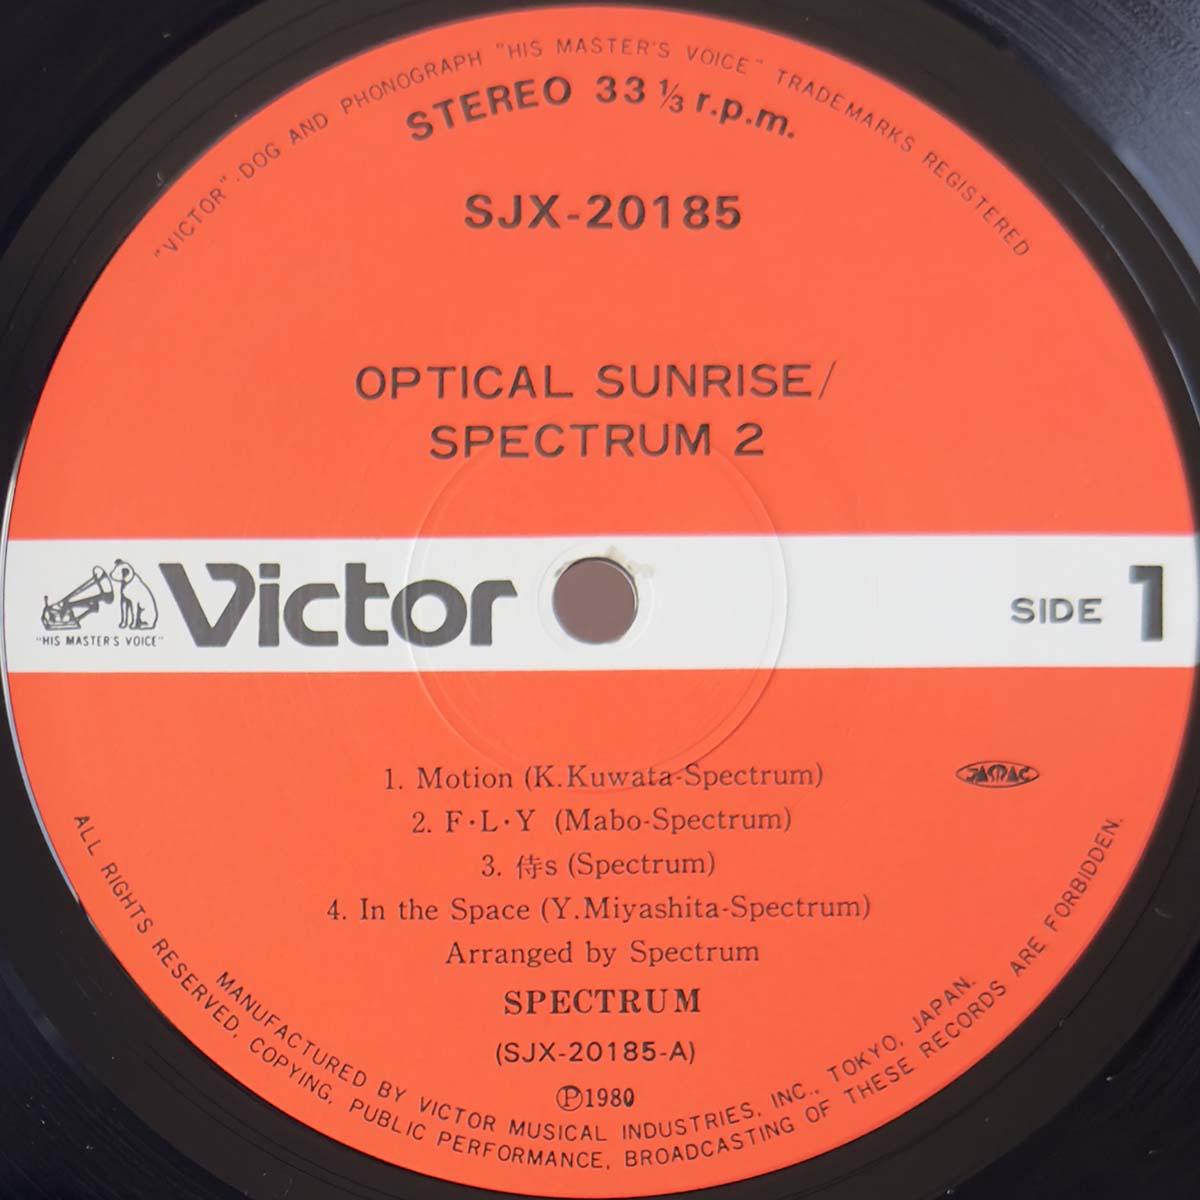 "VICTOR"·DOG AND PHONOGRAPH "HIS MASTER'S VOICE" TRADEMARKS REGISTERED
STEREO 33 1/3 r.p.m.
SJX-20185
OPTICAL SUNRISE/
SPECTRUM 2
"HIS MASTER'S VOICE"
Victor
SIDE 1
1. Motion (K.Kuwata-Spectrum)
JASRAC
2. F·L·Y (Mabo-Spectrum)
3. 侍s (Spectrum)
4. In the Space (Y.Miyashita-Spectrum)
Arranged by Spectrum
SPECTRUM
(SJX-20185-A)
Ⓟ1980
MANUFACTURED BY VICTOR MUSICAL INDUSTRIES, INC., TOKYO, JAPAN.
ALL RIGHTS RESERVED, COPYING, PUBLIC PERFORMANCE, BROADCASTING OF THESE RECORDS ARE FORBIDDEN.